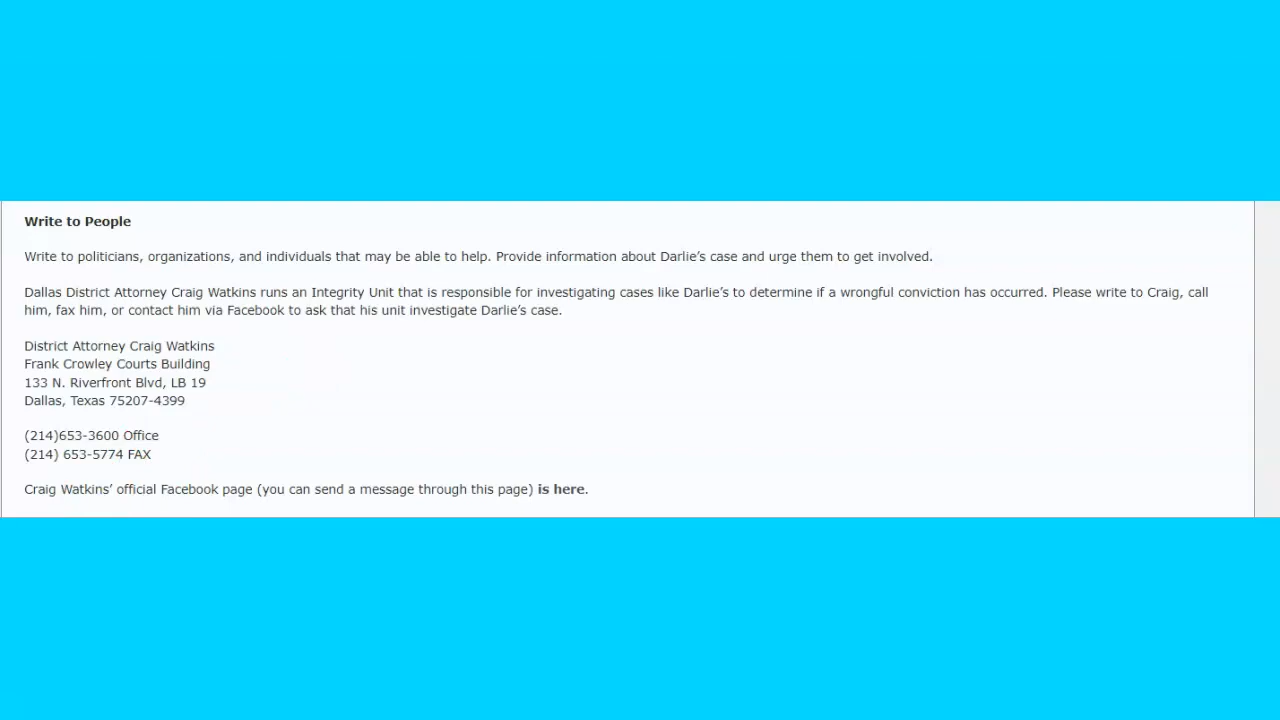 Write to People
Write to politicians, organizations, and individuals that may be able to help. Provide information about Darlie’s case and urge them to get involved.
Dallas District Attorney Craig Watkins runs an Integrity Unit that is responsible for investigating cases like Darlie’s to determine if a wrongful conviction has occurred. Please write to Craig, call
him, fax him, or contact him via Facebook to ask that his unit investigate Darlie’s case.
District Attorney Craig Watkins
Frank Crowley Courts Building
133 N. Riverfront Blvd, LB 19
Dallas, Texas 75207-4399
(214)653-3600 Office
(214) 653-5774 FAX
Craig Watkins’ official Facebook page (you can send a message through this page) is here.